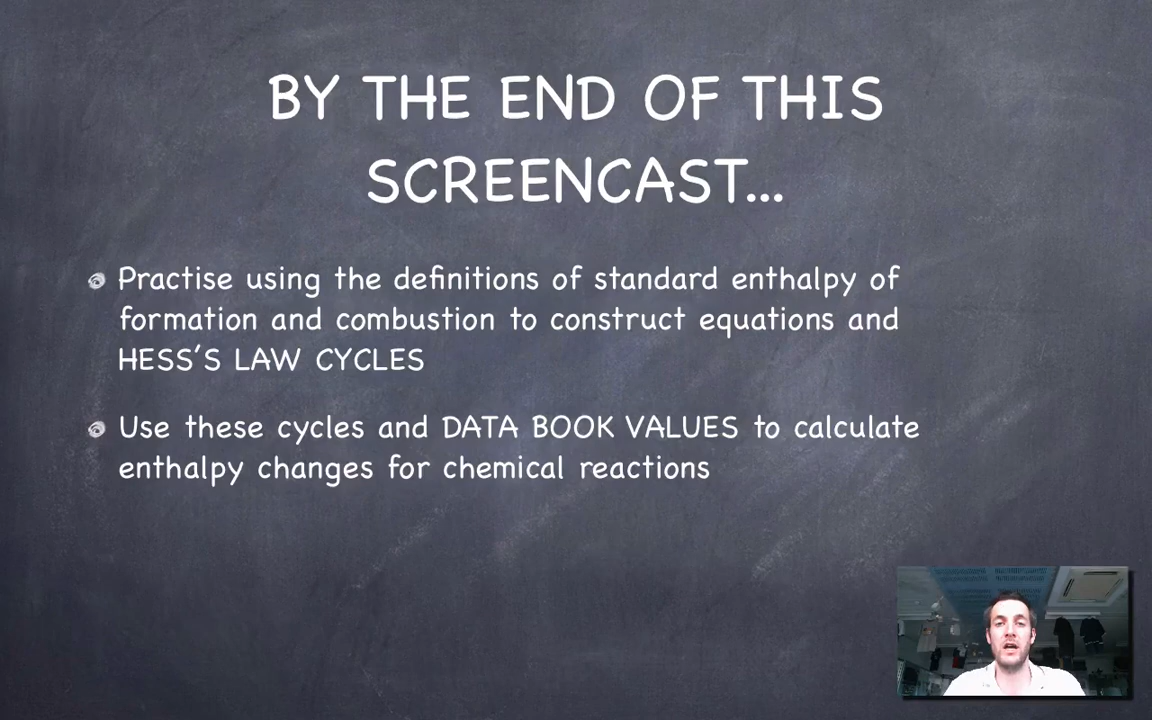 BY THE END OF THIS
SCREENCAST...
Practise using the definitions of standard enthalpy of
formation and combustion to construct equations and
HESS'S LAW CYCLES
Use these cycles and DATA BOOK VALUES to calculate
enthalpy changes for chemical reactions